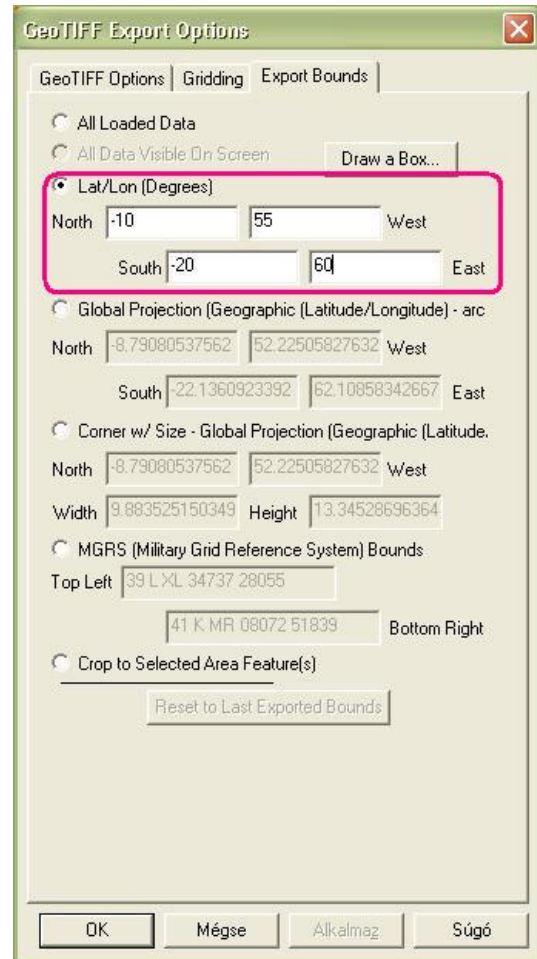 GeoTIFF Export Options
GeoTIFF Options Gridding Export Bounds
All Loaded Data
All Data Visible On Screen Draw a Box...
Lat/Lon (Degrees)
North -10 55 West
South -20 60 East
Global Projection (Geographic (Latitude/Longitude) - arc
North -8.79080537562 52.22505827632 West
South -22.1360923392 62.10858342667 East
Corner w/ Size - Global Projection (Geographic (Latitude.
North -8.79080537562 52.22505827632 West
Width 9.883525150349 Height 13.34528696364
MGRS (Military Grid Reference System) Bounds
Top Left 39 L XL 34737 28055
41 K MR 08072 51839 Bottom Right
Crop to Selected Area Feature(s)
Reset to Last Exported Bounds
OK Mégse Alkalmaz Súgó